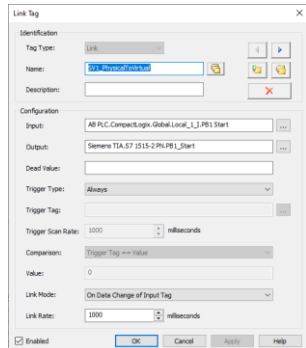 Link Tag
Identification
Tag Type: Link
Name: SV1_PhysicalToVirtual
Description:
Configuration
Input: AB PLC.CompactLogix.Global.Local_1_I.PB1 Start ...
Output: Siemens TIA.S7 1515-2 PN.PB1_Start ...
Dead Value:
Trigger Type: Always
Trigger Tag: ...
Trigger Scan Rate: 1000 milliseconds
Comparison: Trigger Tag == Value
Value: 0
Link Mode: On Data Change of Input Tag
Link Rate: 1000 milliseconds
Enabled OK Cancel Apply Help